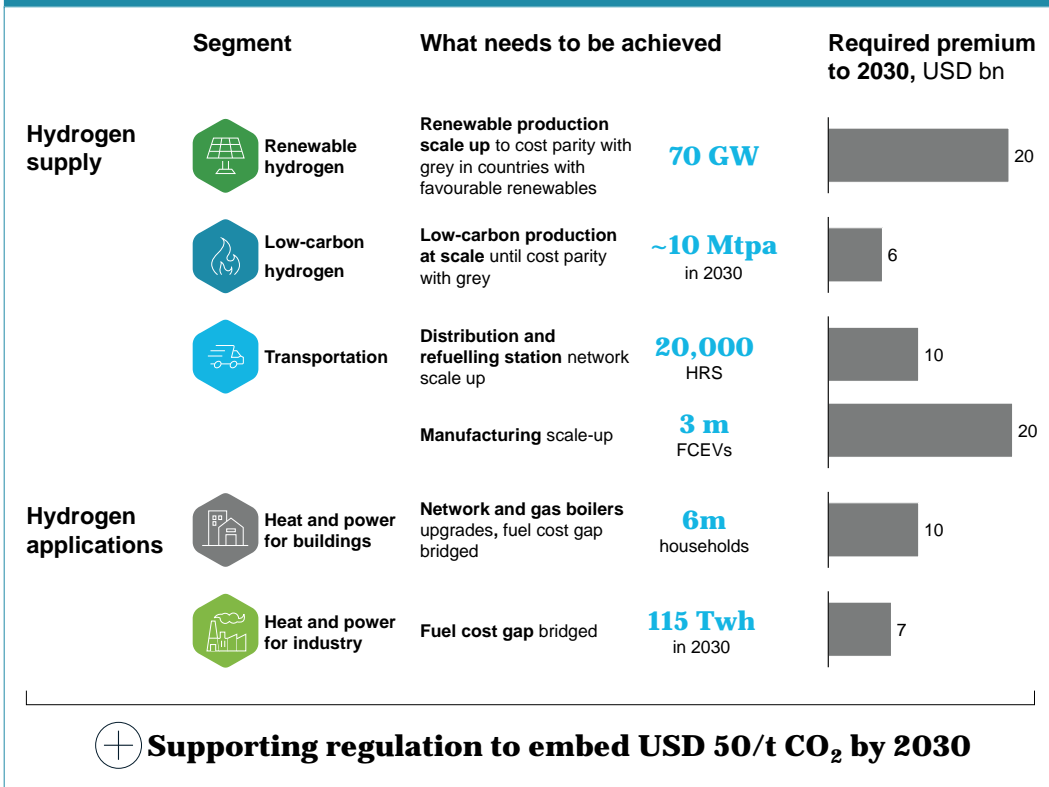 Segment
What needs to be achieved
Required premium
to 2030, USD bn
Hydrogen
supply
Renewable
hydrogen
Renewable production
scale up to cost parity with
grey in countries with
favourable renewables
70 GW
20
Low-carbon
hydrogen
Low-carbon production
at scale until cost parity
with grey
~10 Mtpa
in 2030
6
Transportation
Distribution and
refuelling station network
scale up
20,000
HRS
10
Manufacturing scale-up
3 m
FCEVs
20
Hydrogen
applications
Heat and power
for buildings
Network and gas boilers
upgrades, fuel cost gap
bridged
6m
households
10
Heat and power
for industry
Fuel cost gap bridged
115 Twh
in 2030
7
Supporting regulation to embed USD 50/t CO₂ by 2030